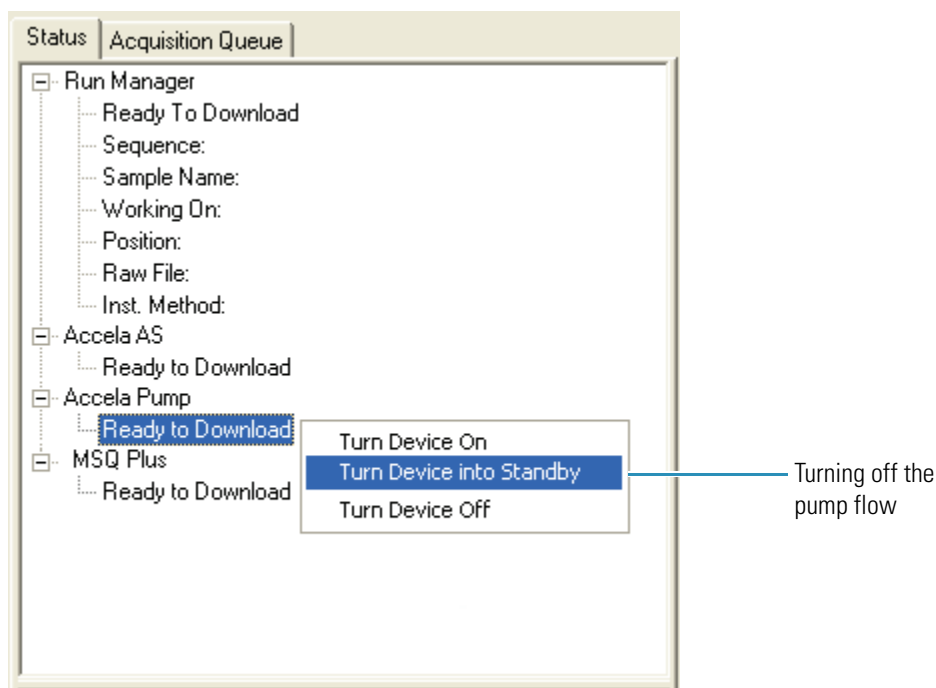 Status
Acquisition Queue
Run Manager
Ready To Download
Sequence:
Sample Name:
Working On:
Position:
Raw File:
Inst. Method:
Accela AS
Ready to Download
Accela Pump
Ready to Download
MSQ Plus
Ready to Download
Turn Device On
Turn Device into Standby
Turn Device Off
Turning off the
pump flow